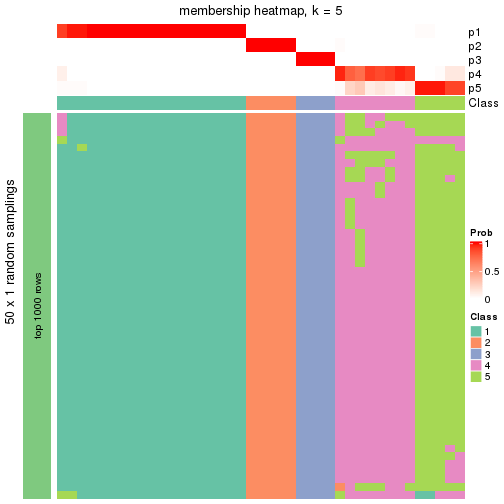 membership heatmap, k = 5
p1
p2
p3
p4
p5
Class
50 x 1 random samplings
top 1000 rows
Prob
1
0.5
0
Class
1
2
3
4
5